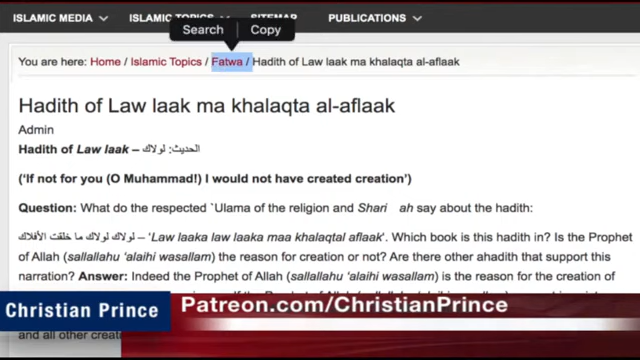 ISLAMIC MEDIA ISLAMIC TOPICS SITEMAP PUBLICATIONS
Search Copy
You are here: Home / Islamic Topics / Fatwa / Hadith of Law laak ma khalaqta al-aflaak
Hadith of Law laak ma khalaqta al-aflaak
Admin
Hadith of Law laak – الحديث: لولاك
(‘If not for you (O Muhammad!) I would not have created creation’)
Question: What do the respected `Ulama of the religion and Shari ah say about the hadith:
لولاك لولاك ما خلقت الأفلاك – ‘Law laaka law laaka maa khalaqtal aflaak‘. Which book is this hadith in? Is the Prophet
of Allah (sallallahu ‘alaihi wasallam) the reason for creation or not? Are there other ahadith that support this
narration? Answer: Indeed the Prophet of Allah (sallallahu ‘alaihi wasallam) is the reason for the creation of
Christian Prince
Patreon.com/ChristianPrince
and all other creati